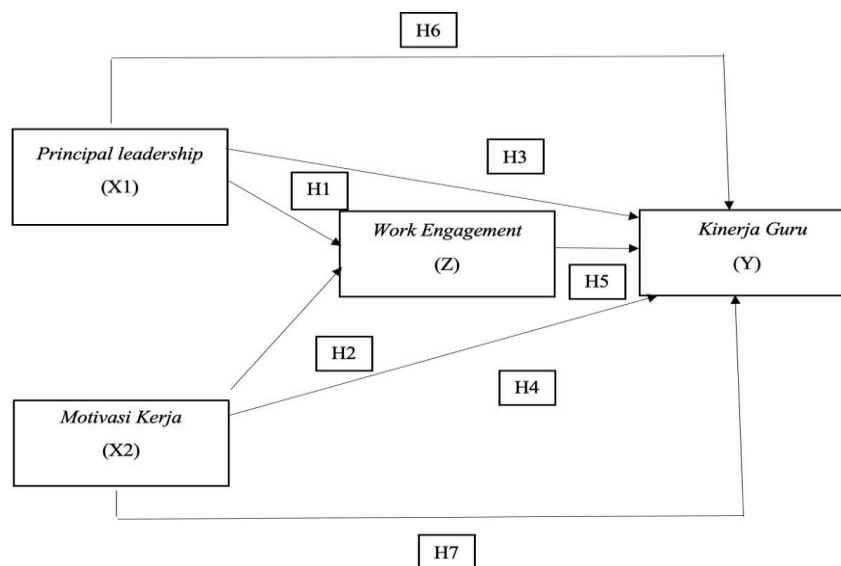 H6
Principal leadership
(X1)
H3
H1
Work Engagement
(Z)
Kinerja Guru
(Y)
H5
H2
H4
Motivasi Kerja
(X2)
H7